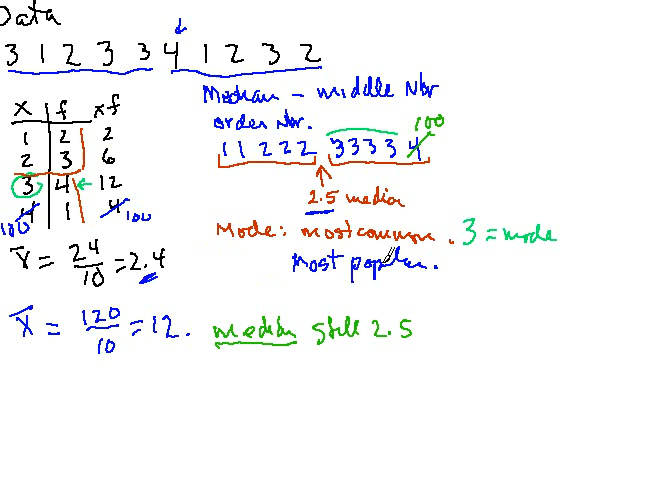 Data
3 1 2 3 3 4 1 2 3 2
Median - middle Nbr
order Nbr.
100
1 1 2 2 2 3 3 3 3 4
2.5 median
Mode: most common. 3 = mode
most popular.
x f xf
1 2 2
2 3 6
3 4 12
4 1 4
100 100
X = 24/10 = 2.4
X = 120/10 = 12.
median still 2.5